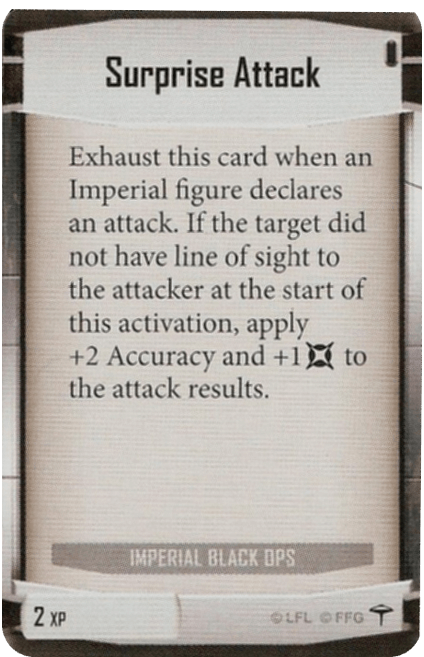 Surprise Attack
Exhaust this card when an
Imperial figure declares
an attack. If the target did
not have line of sight to
the attacker at the start of
this activation, apply
+2 Accuracy and +1 to
the attack results.
IMPERIAL BLACK OPS
2 XP
©LFL ©FFG